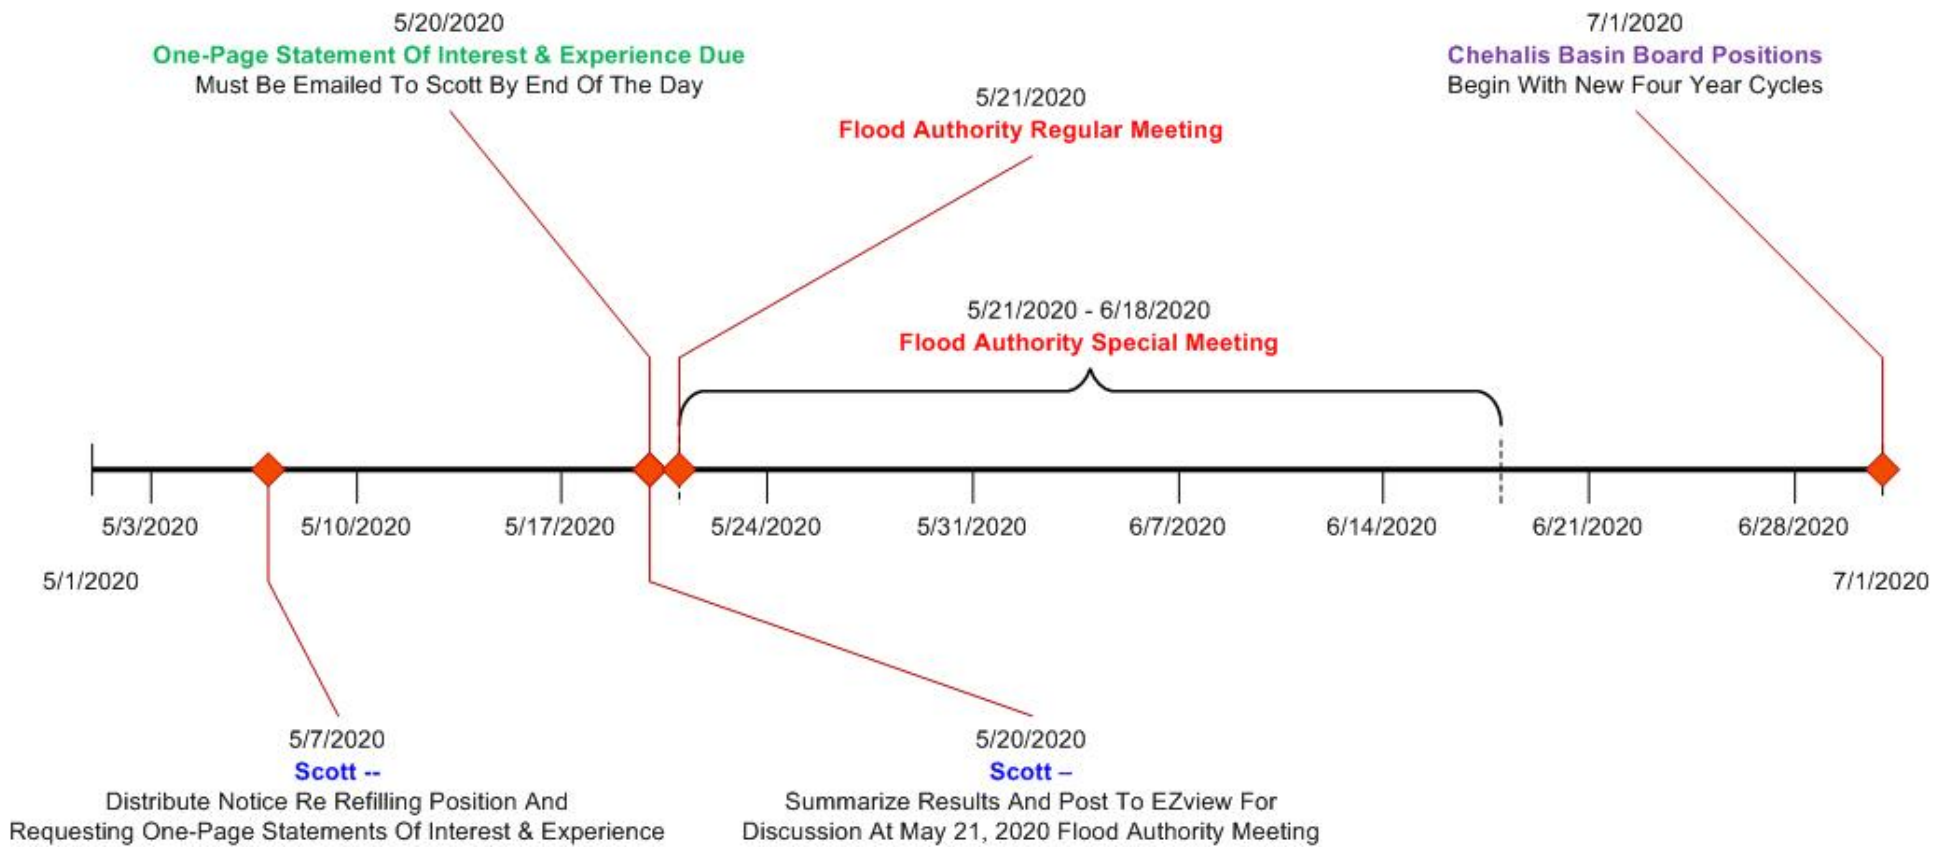 5/20/2020
One-Page Statement Of Interest & Experience Due
Must Be Emailed To Scott By End Of The Day
5/21/2020
Flood Authority Regular Meeting
7/1/2020
Chehalis Basin Board Positions
Begin With New Four Year Cycles
5/21/2020 - 6/18/2020
Flood Authority Special Meeting
5/3/2020
5/10/2020
5/17/2020
5/24/2020
5/31/2020
6/7/2020
6/14/2020
6/21/2020
6/28/2020
5/1/2020
7/1/2020
5/7/2020
Scott --
Distribute Notice Re Refilling Position And
Requesting One-Page Statements Of Interest & Experience
5/20/2020
Scott –
Summarize Results And Post To EZview For
Discussion At May 21, 2020 Flood Authority Meeting